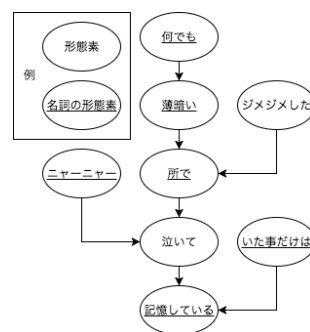 形態素
例
名詞の形態素
何でも
薄暗い
ジメジメした
ニャーニャー
所で
泣いて
いた事だけは
記憶している